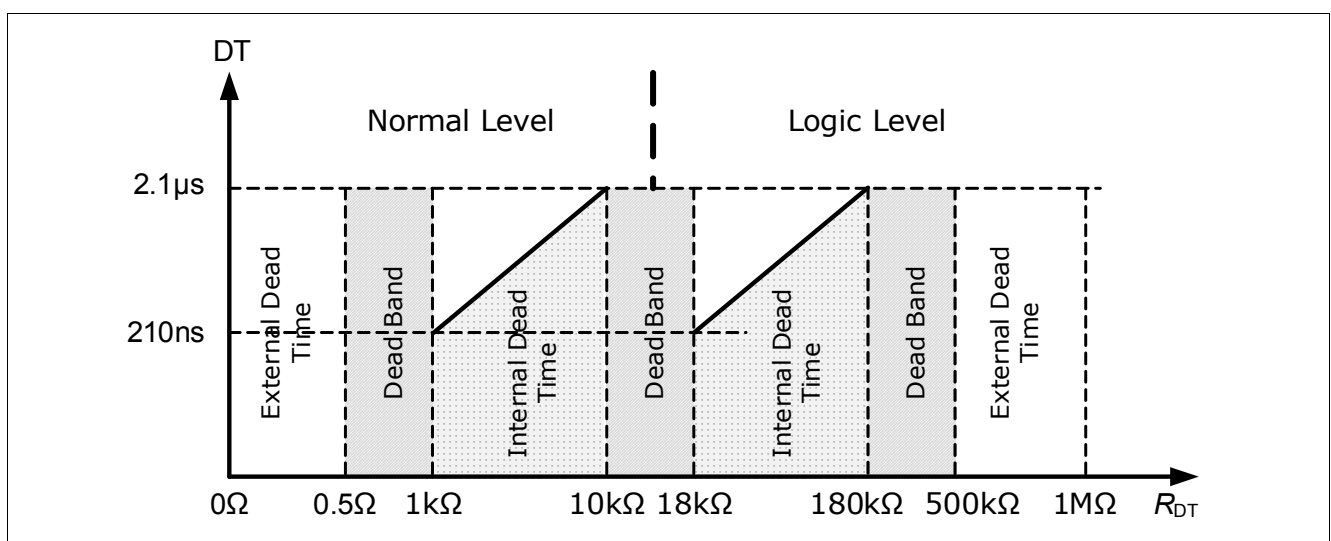 DT
Normal Level
Logic Level
2.1µs
210ns
External Dead
Time
Dead Band
Internal Dead
Time
Dead Band
Internal Dead
Time
Dead Band
External Dead
Time
0Ω
0.5Ω
1kΩ
10kΩ
18kΩ
180kΩ
500kΩ
1MΩ
RDT